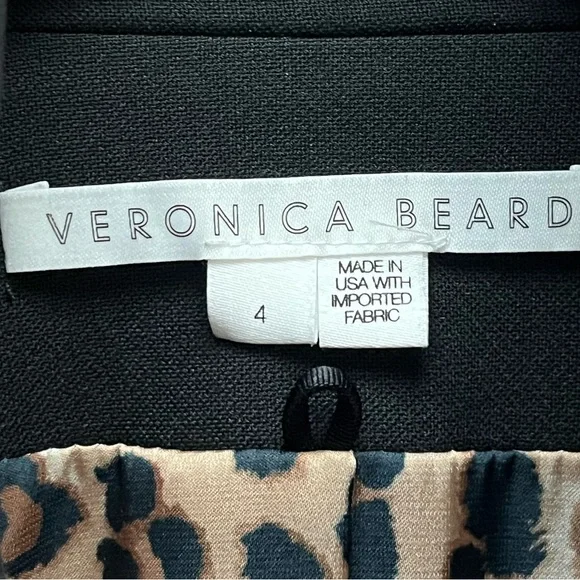 VERONICA BEARD
4
MADE IN
USA WITH
IMPORTED
FABRIC